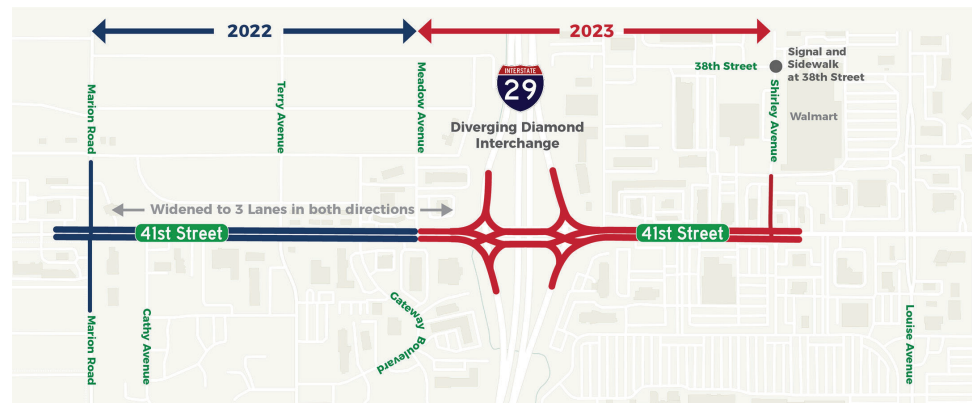 2022
2023
Marion Road
Terry Avenue
Meadow Avenue
INTERSTATE
29
Diverging Diamond
Interchange
38th Street
Signal and
Sidewalk
at 38th Street
Shirley Avenue
Walmart
Widened to 3 Lanes in both directions
41st Street
41st Street
Marion Road
Cathy Avenue
Gateway Boulevard
Louise Avenue